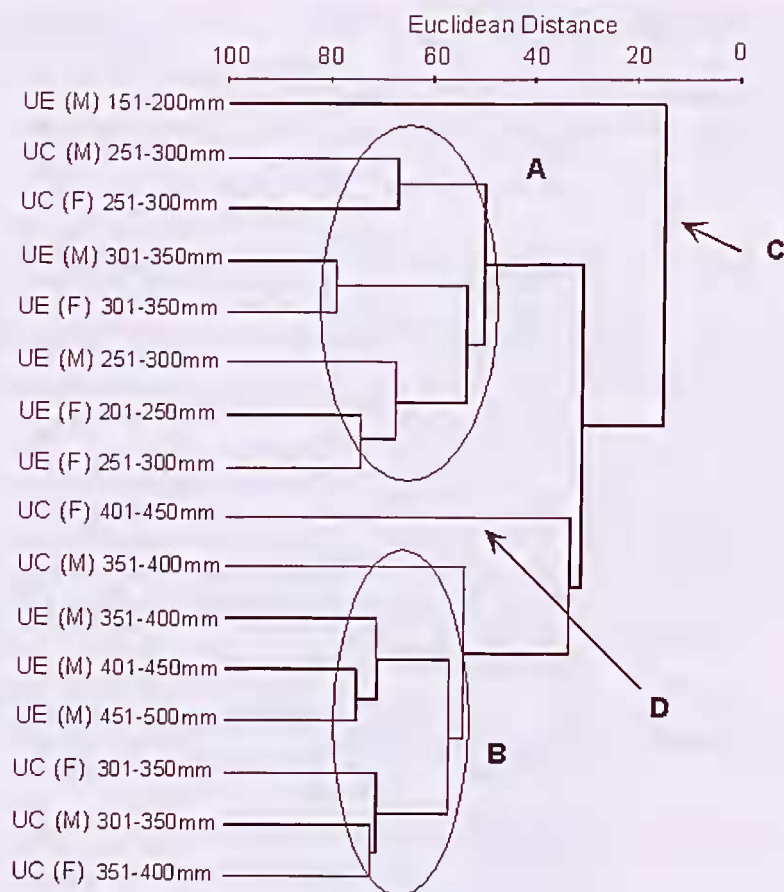 Euclidean Distance
100 80 60 40 20 0
UE (M) 151-200mm
UC (M) 251-300mm
A
UC (F) 251-300mm
C
UE (M) 301-350mm
UE (F) 301-350mm
UE (M) 251-300mm
UE (F) 201-250mm
UE (F) 251-300mm
UC (F) 401-450mm
UC (M) 351-400mm
UE (M) 351-400mm
UE (M) 401-450mm
D
UE (M) 451-500mm
B
UC (F) 301-350mm
UC (M) 301-350mm
UC (F) 351-400mm